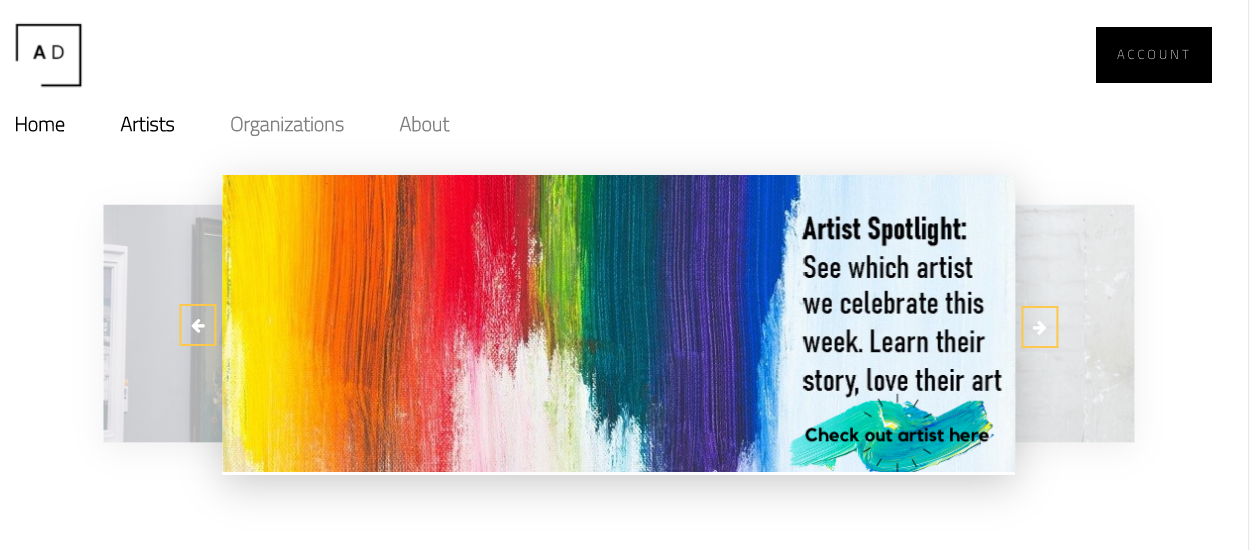 AD
ACCOUNT
Home Artists Organizations About
Artist Spotlight:
See which artist
we celebrate this
week. Learn their
story, love their art
Check out artist here